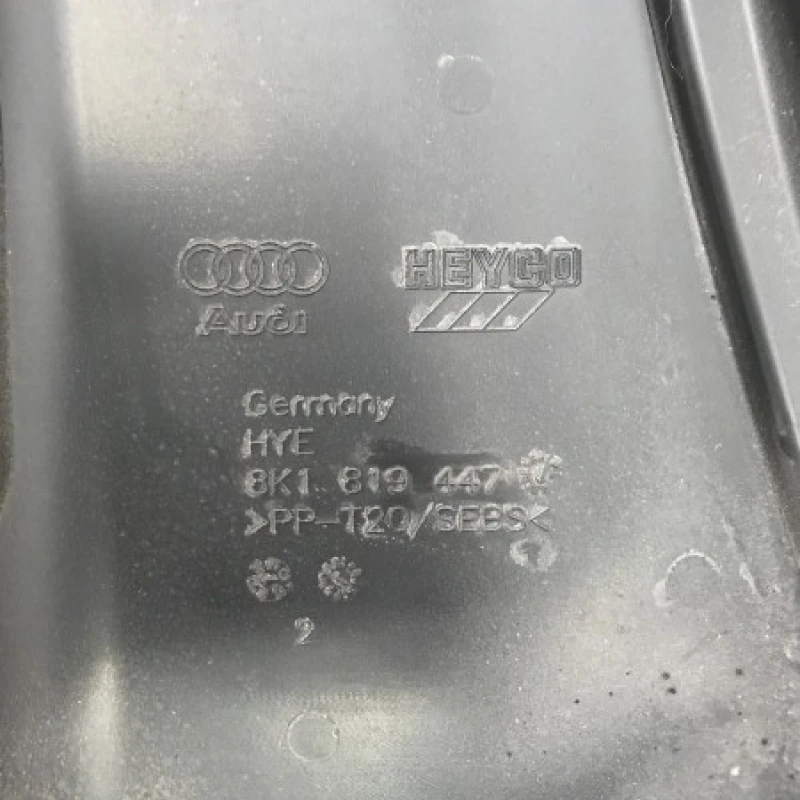 Audi
HEYCO
Germany
HYE
8K1 819 447
>PP-T20/SEBS<
2